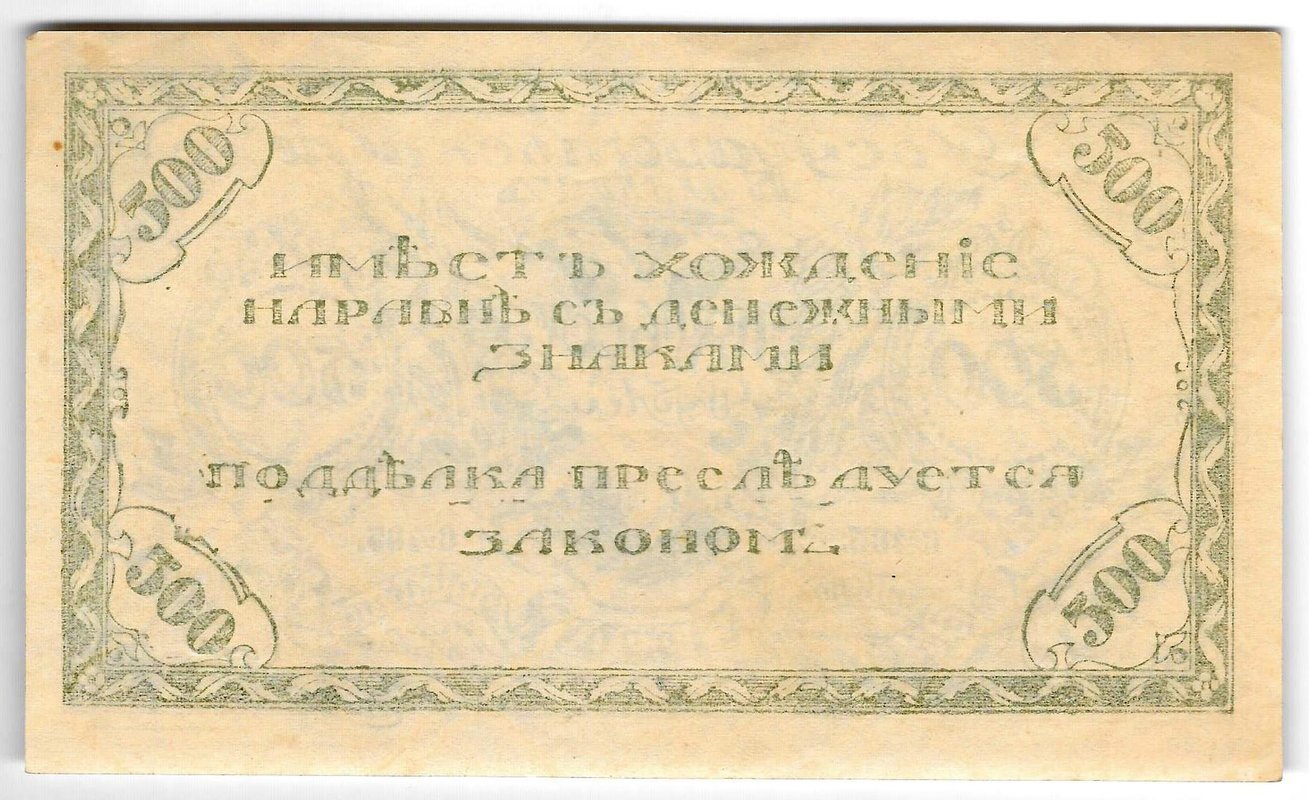 500 500
ИМѢЕТЪ ХОЖДЕНІЕ
НАРАВНѢ СЪ ДЕНЕЖНЫМИ
ЗНАКАМИ
ПОДДѢЛКА ПРЕСЛѢДУЕТСЯ
ЗАКОНОМЪ
500 500